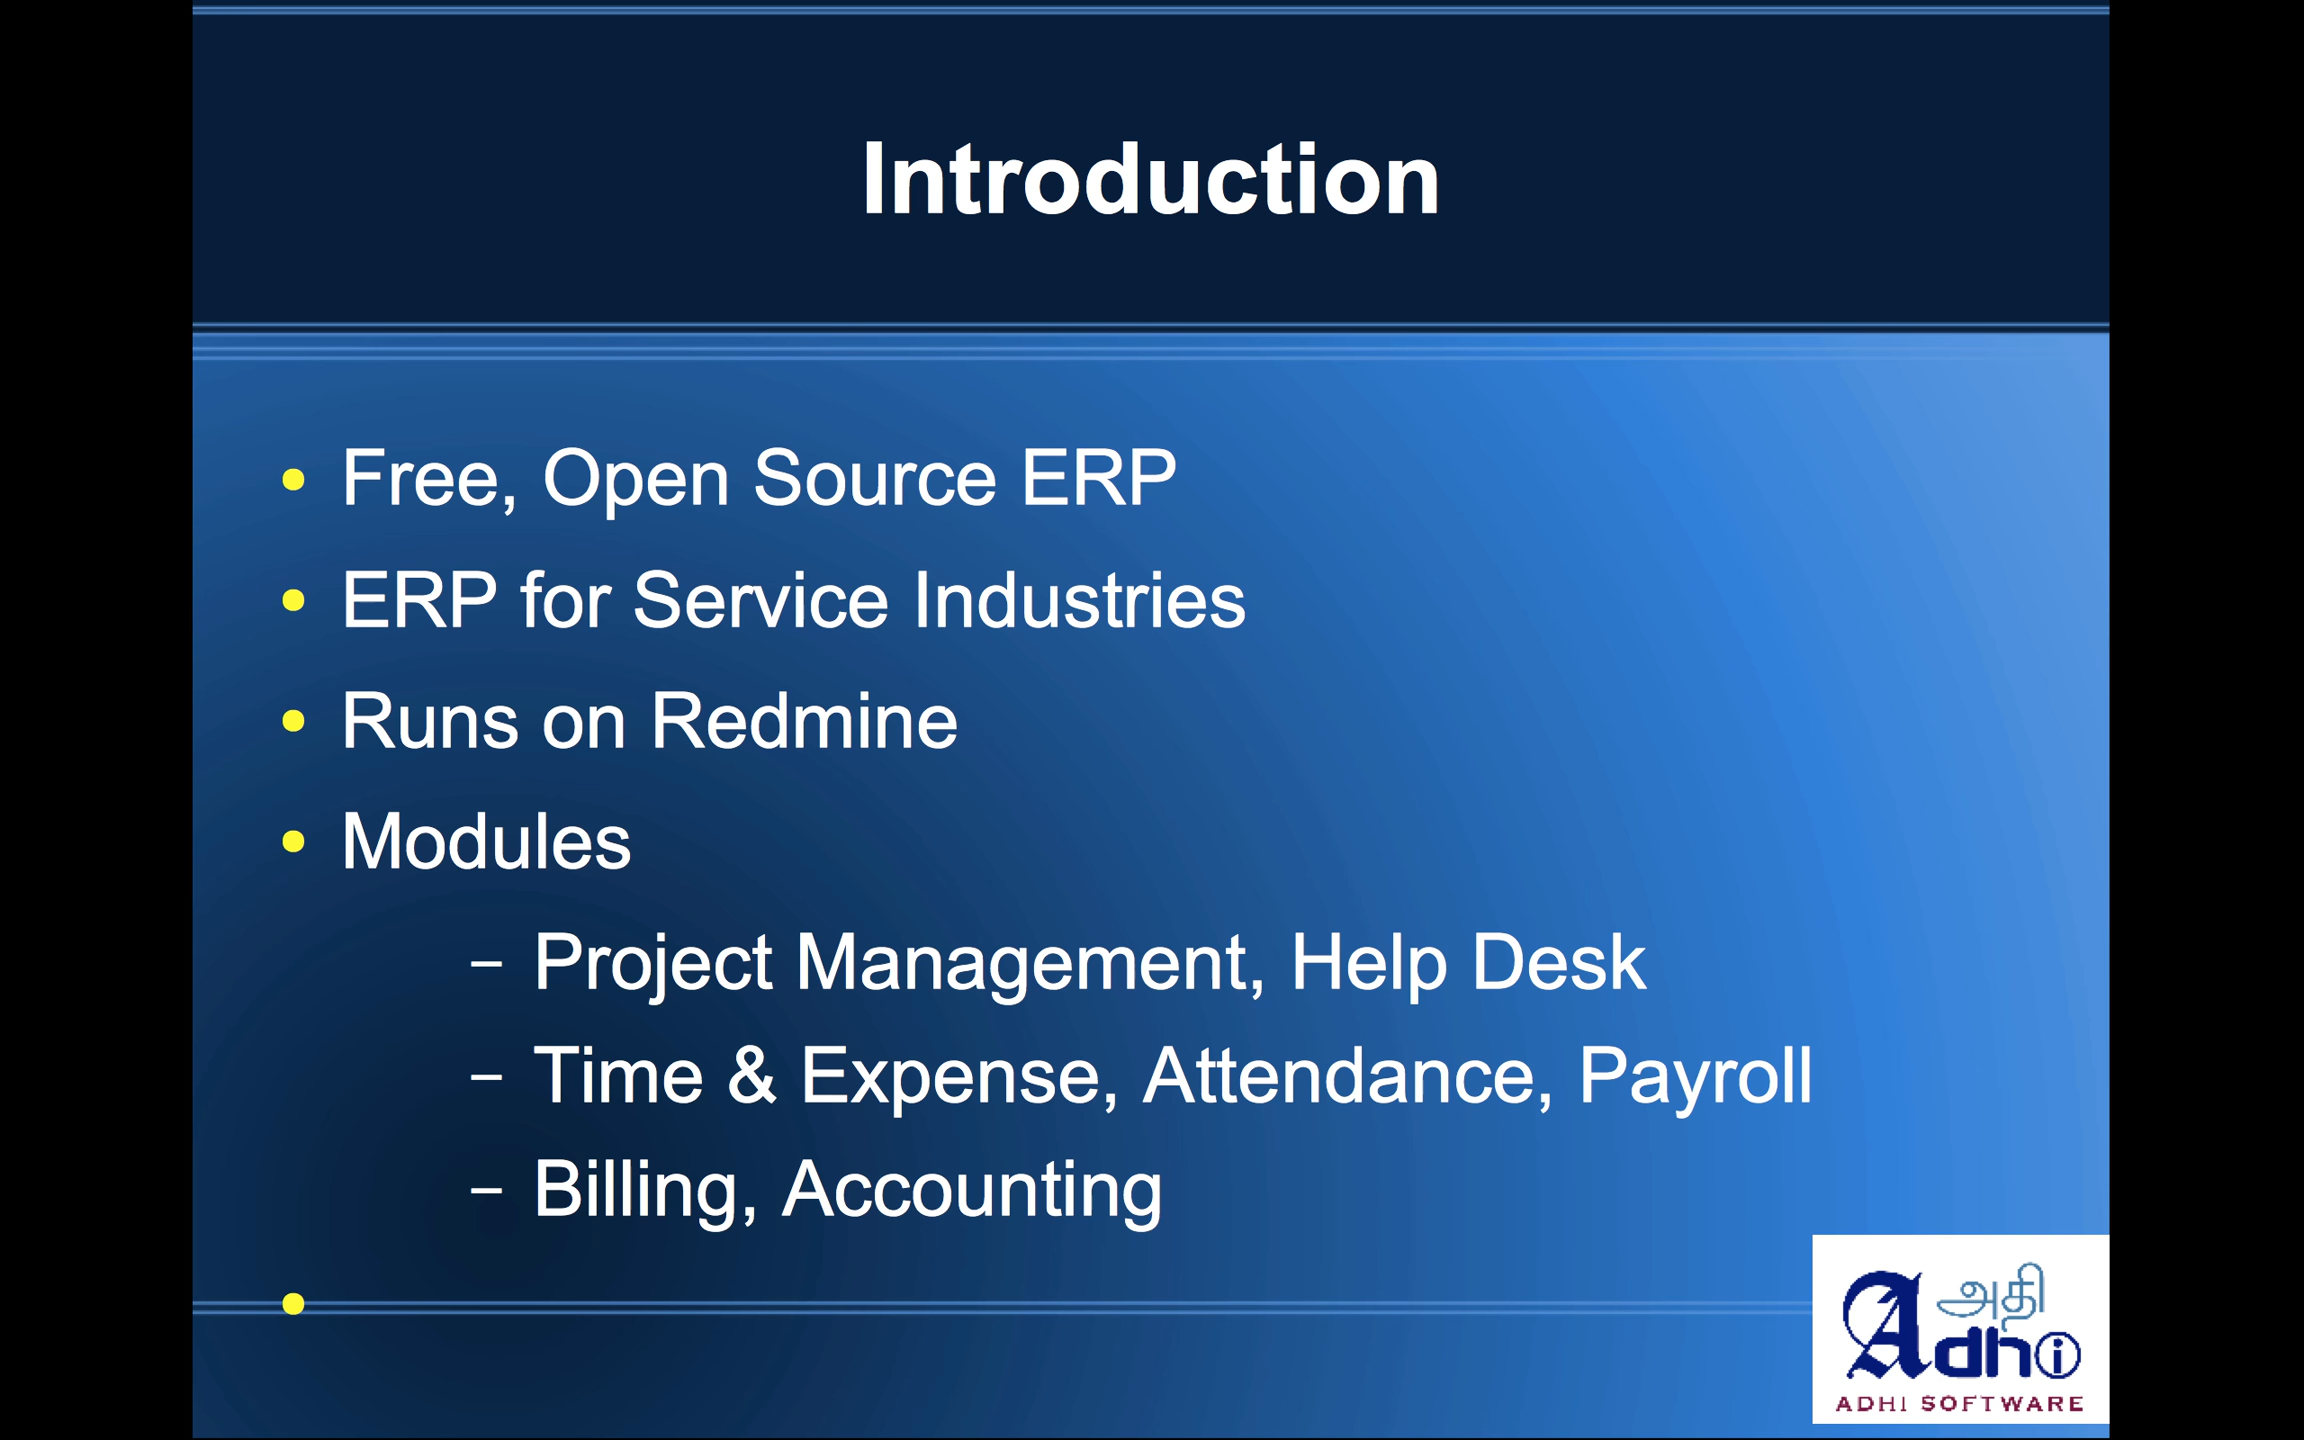 Introduction
• Free, Open Source ERP
• ERP for Service Industries
• Runs on Redmine
• Modules
– Project Management, Help Desk
– Time & Expense, Attendance, Payroll
– Billing, Accounting
•
அதி
Adhi
ADHI SOFTWARE